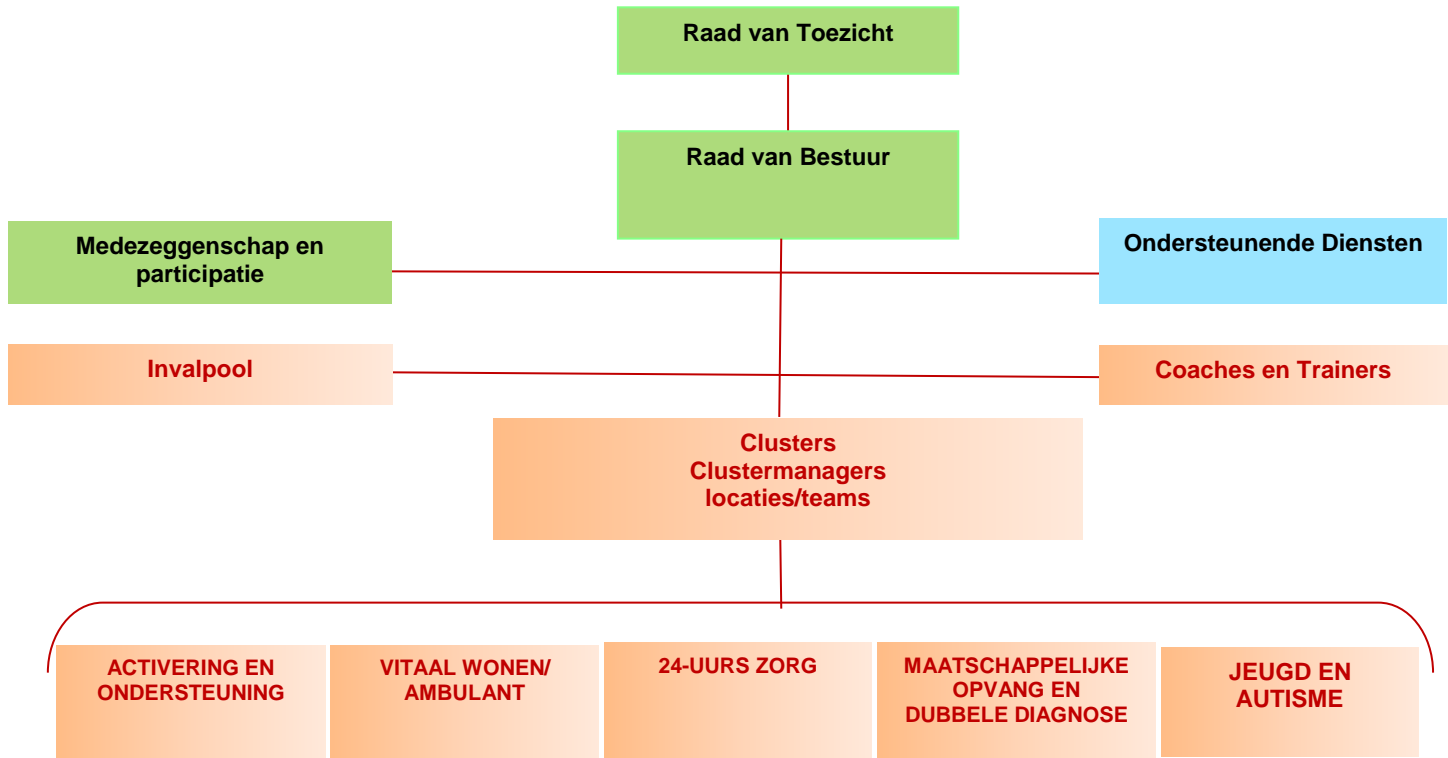 Raad van Toezicht
Raad van Bestuur
Medezeggenschap en
participatie
Ondersteunende Diensten
Invalpool
Coaches en Trainers
Clusters
Clustermanagers
locaties/teams
ACTIVERING EN
ONDERSTEUNING
VITAAL WONEN/
AMBULANT
24-UURS ZORG
MAATSCHAPPELIJKE
OPVANG EN
DUBBELE DIAGNOSE
JEUGD EN
AUTISME